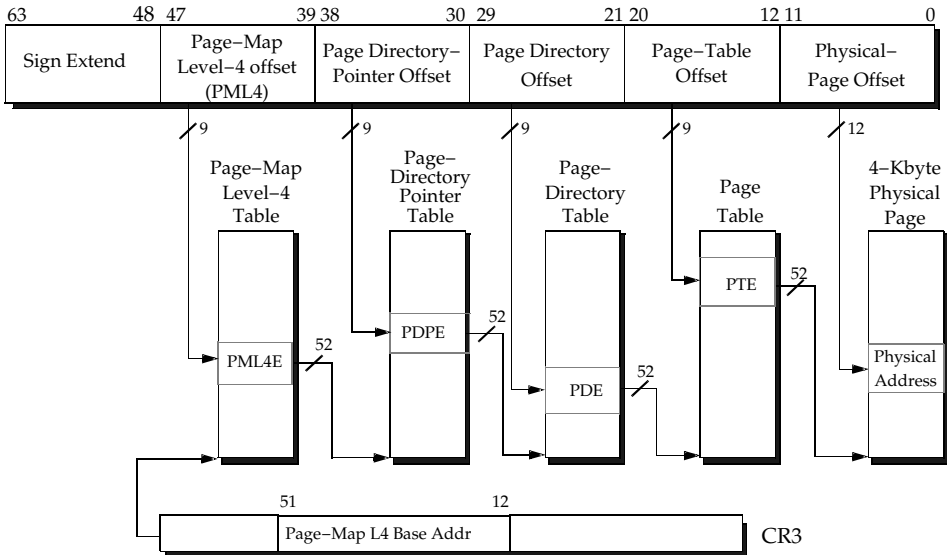 63 48 47 39 38 30 29 21 20 12 11 0
Sign Extend
Page–Map
Level–4 offset
(PML4)
Page Directory–
Pointer Offset
Page Directory
Offset
Page–Table
Offset
Physical–
Page Offset
9 9 9 9 12
Page–Map
Level–4
Table
Page–
Directory
Pointer
Table
Page–
Directory
Table
Page
Table
4–Kbyte
Physical
Page
PML4E
52
PDPE
52
PDE
52
PTE
52
Physical
Address
51 12
Page–Map L4 Base Addr
CR3